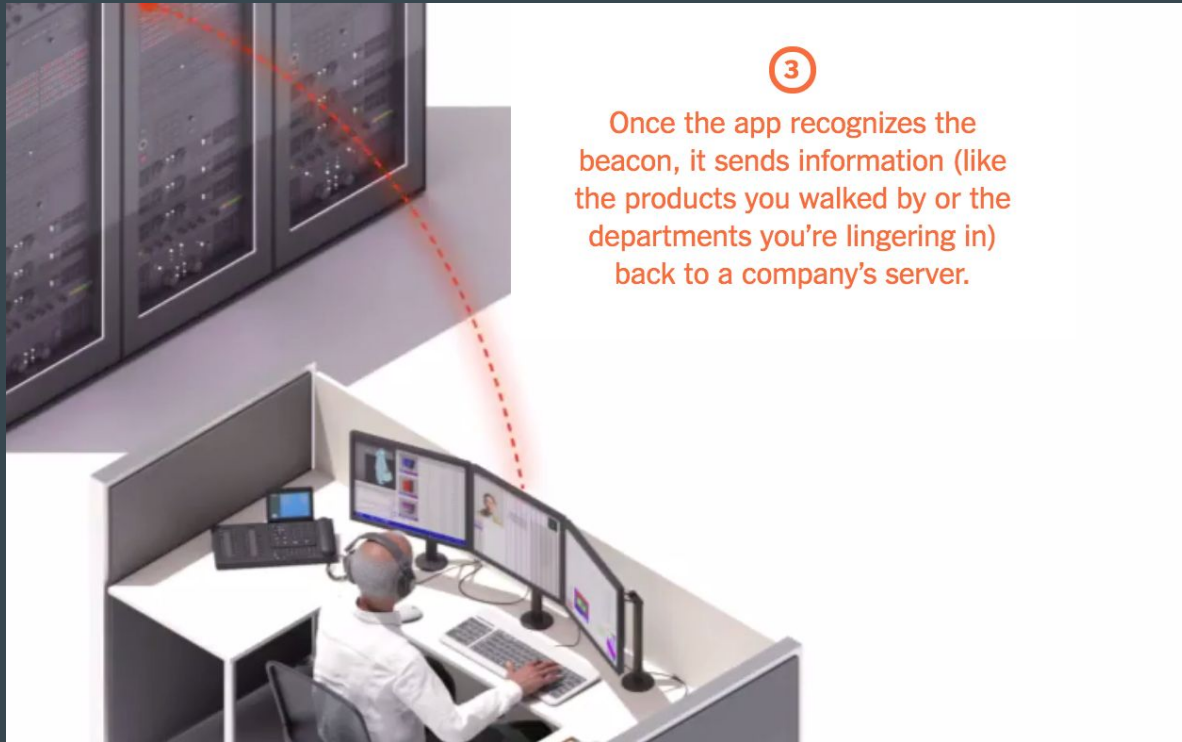 3
Once the app recognizes the
beacon, it sends information (like
the products you walked by or the
departments you’re lingering in)
back to a company’s server.